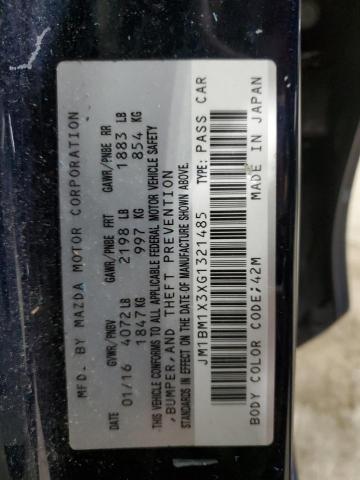 MFD. BY MAZDA MOTOR CORPORATION
DATE GVWR/PNBV GAWR/PNBE FRT GAWR/PNBE RR
01/16 4072 LB 2198 LB 1883 LB
1847 KG 997 KG 854 KG
THIS VEHICLE CONFORMS TO ALL APPLICABLE FEDERAL MOTOR VEHICLE SAFETY
,BUMPER,AND THEFT PREVENTION
STANDARDS IN EFFECT ON THE DATE OF MANUFACTURE SHOWN ABOVE.
JM1BM1X3XG1321485 TYPE: PASS CAR
BODY COLOR CODE:42M MADE IN JAPAN